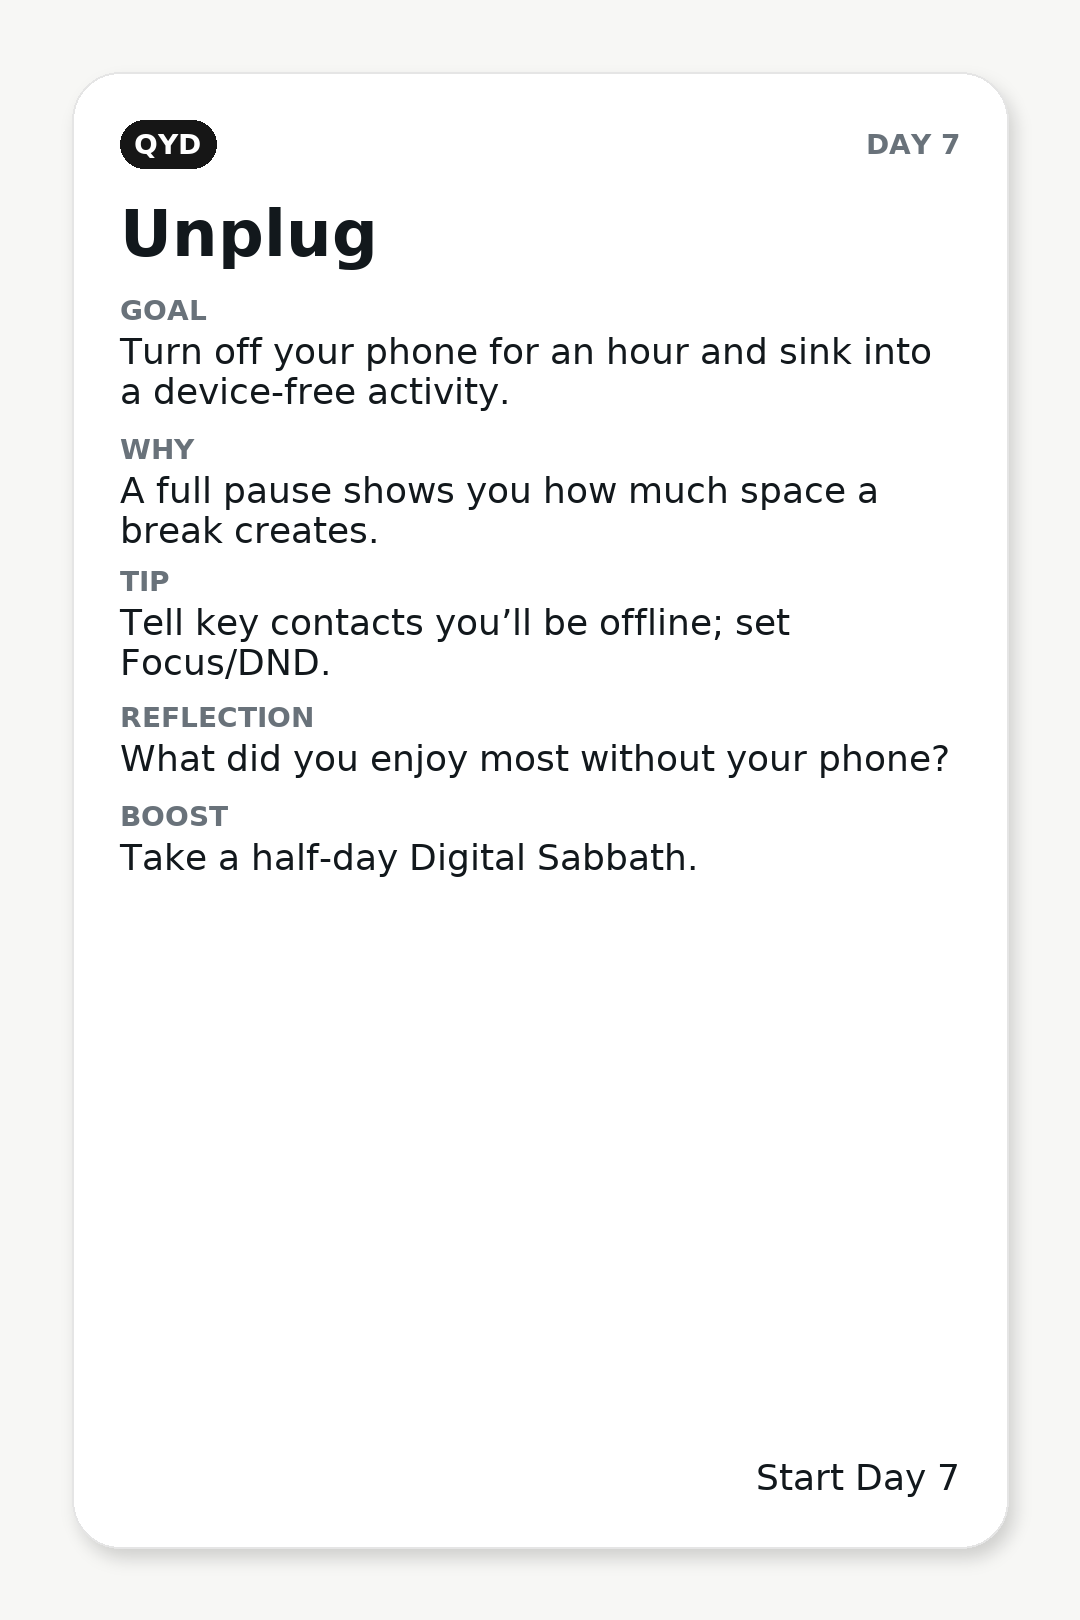 QYD
DAY 7
Unplug
GOAL
Turn off your phone for an hour and sink into
a device-free activity.
WHY
A full pause shows you how much space a
break creates.
TIP
Tell key contacts you’ll be offline; set
Focus/DND.
REFLECTION
What did you enjoy most without your phone?
BOOST
Take a half-day Digital Sabbath.
Start Day 7